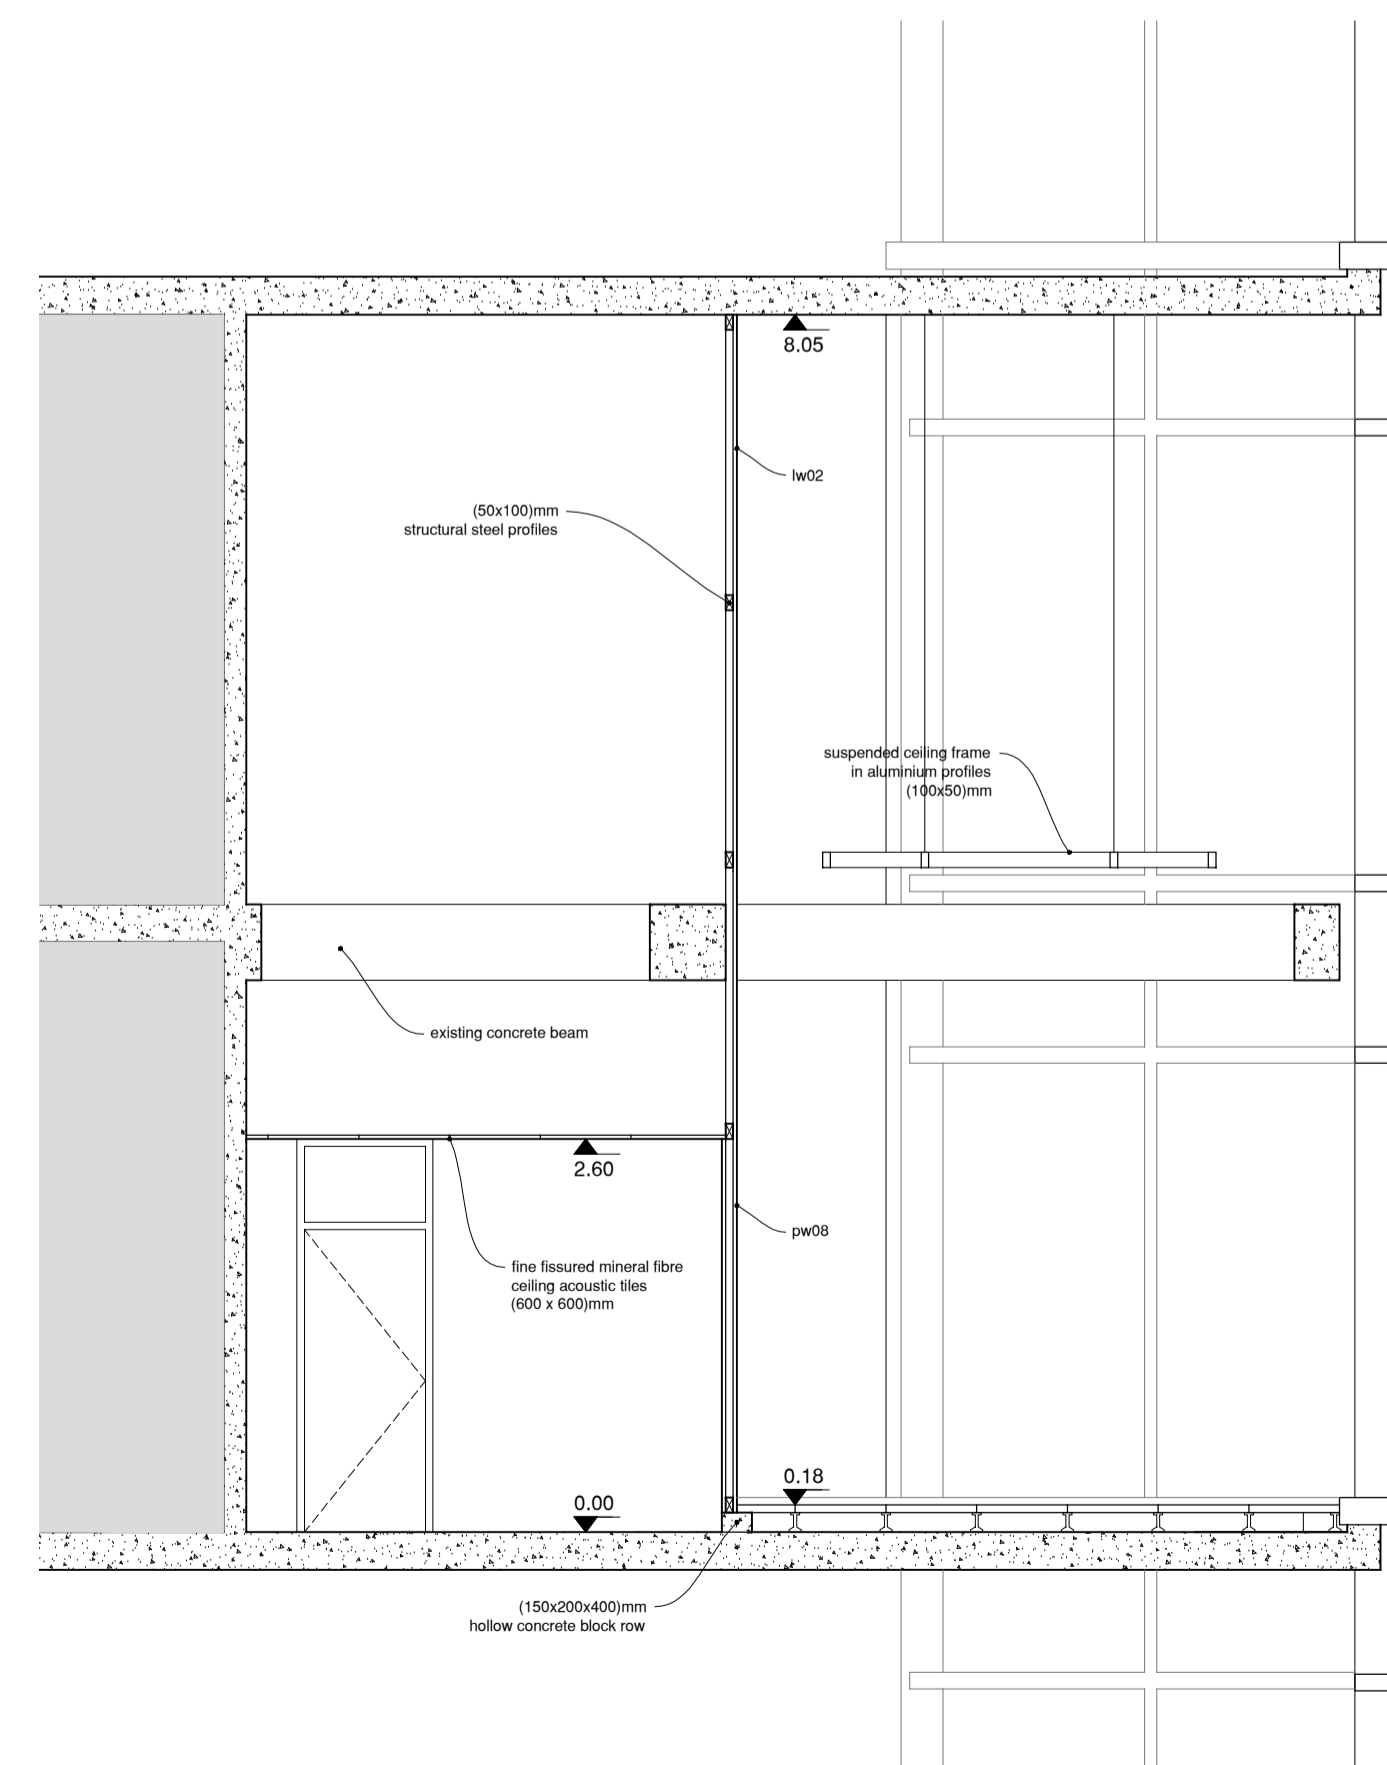 8.05
lw02
(50x100)mm
structural steel profiles
suspended ceiling frame
in aluminium profiles
(100x50)mm
existing concrete beam
2.60
pw08
fine fissured mineral fibre
ceiling acoustic tiles
(600 x 600)mm
0.18
0.00
(150x200x400)mm
hollow concrete block row